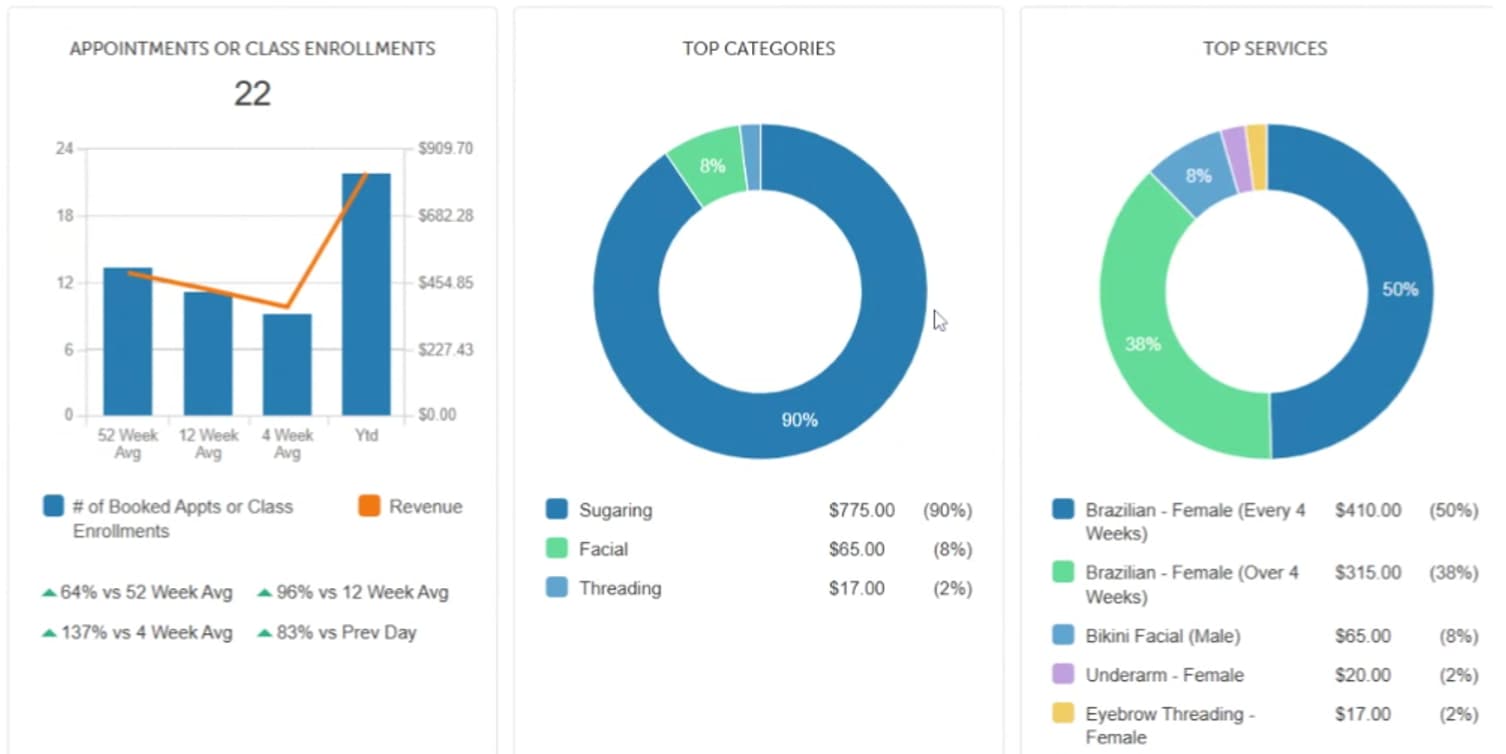 APPOINTMENTS OR CLASS ENROLLMENTS
22
24
18
12
6
0
$909.70
$682.28
$454.85
$227.43
$0.00
52 Week
Avg
12 Week
Avg
4 Week
Avg
Ytd
# of Booked Appts or Class
Enrollments
Revenue
64% vs 52 Week Avg
96% vs 12 Week Avg
137% vs 4 Week Avg
83% vs Prev Day
TOP CATEGORIES
8%
90%
Sugaring $775.00 (90%)
Facial $65.00 (8%)
Threading $17.00 (2%)
TOP SERVICES
8%
50%
38%
Brazilian - Female (Every 4 $410.00 (50%)
Weeks)
Brazilian - Female (Over 4 $315.00 (38%)
Weeks)
Bikini Facial (Male) $65.00 (8%)
Underarm - Female $20.00 (2%)
Eyebrow Threading - $17.00 (2%)
Female